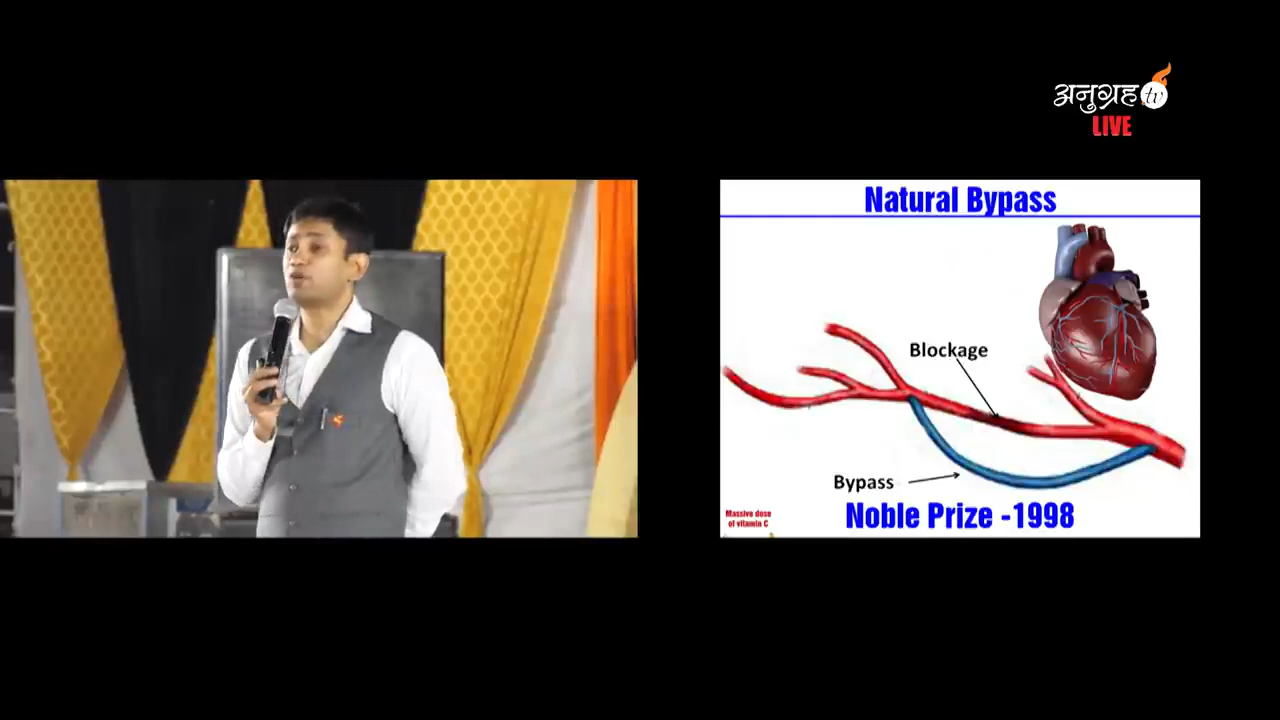 अनुग्रह tv
LIVE
Natural Bypass
Blockage
Bypass
Noble Prize -1998
Massive dose
of vitamin C